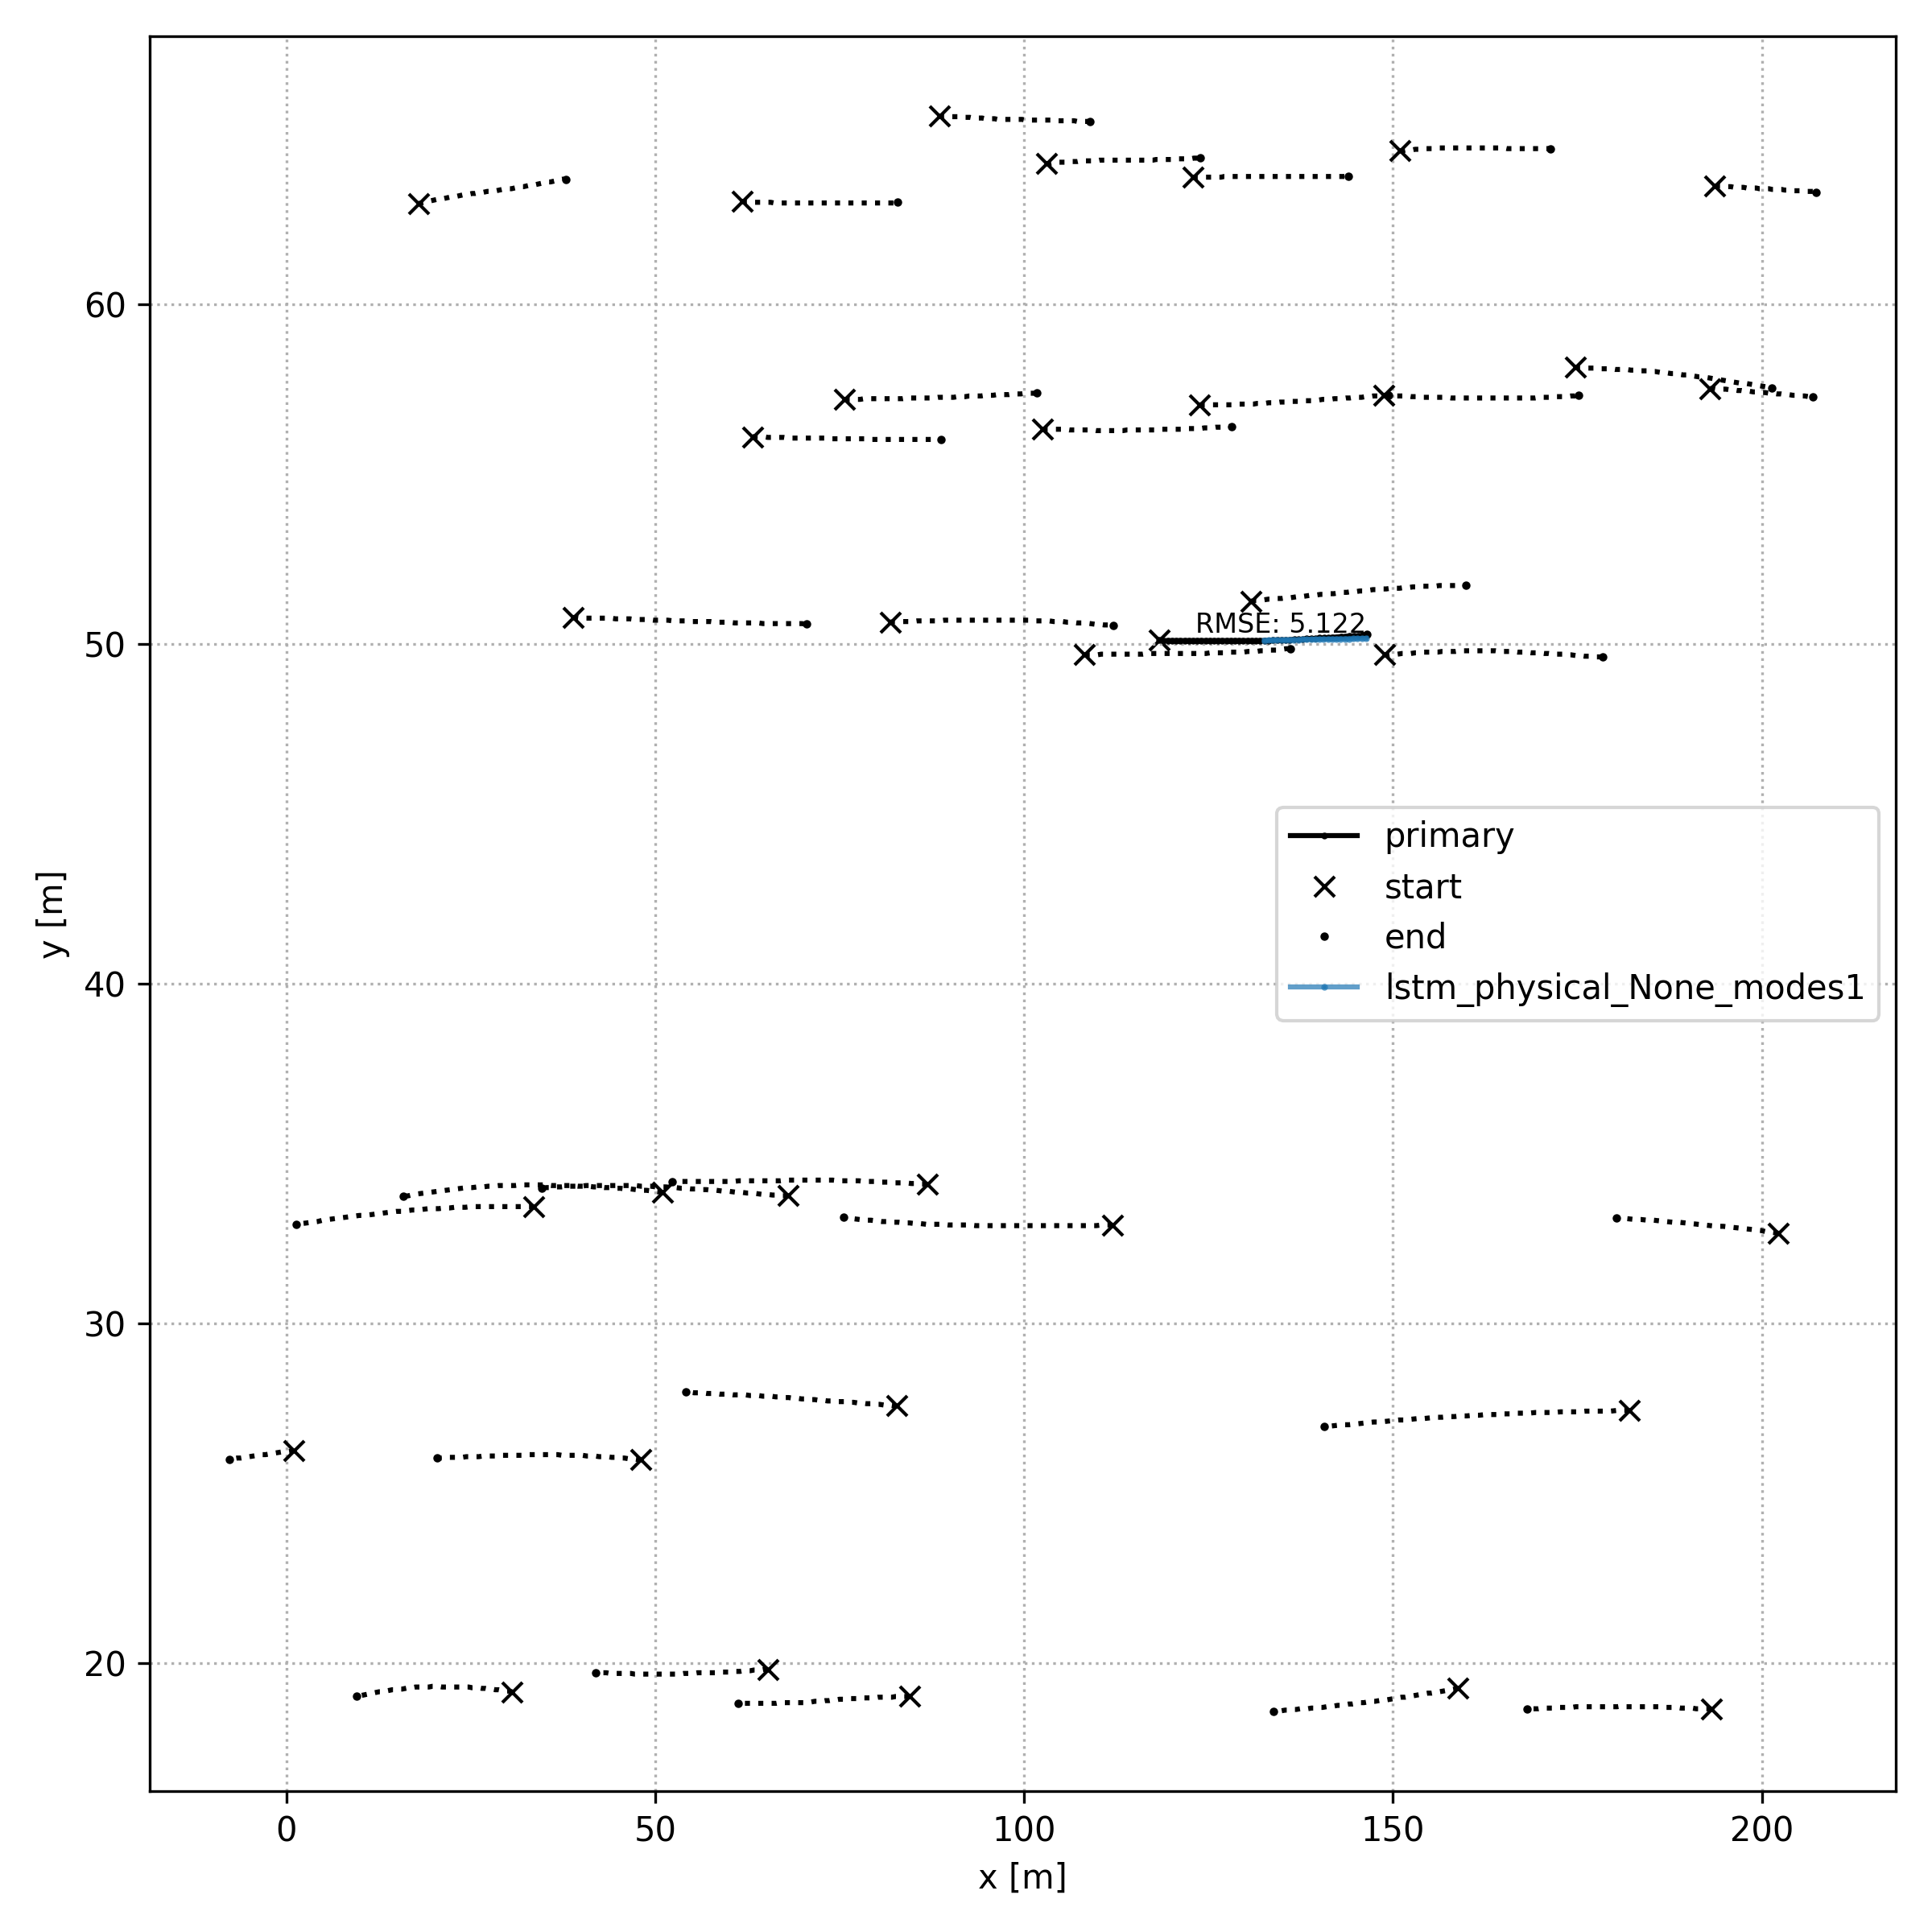 60
50
40
30
20
y [m]
RMSE: 5.122
primary
start
end
lstm_physical_None_modes1
0 50 100 150 200
x [m]